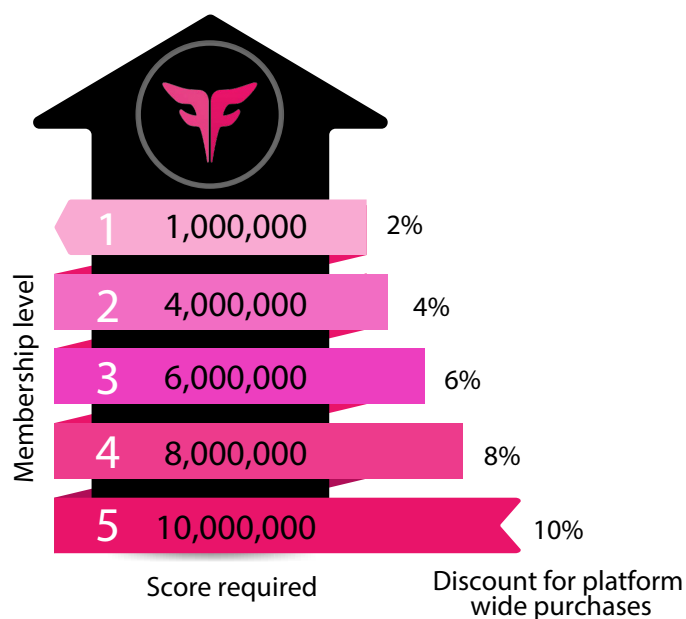 1 1,000,000 2%
2 4,000,000 4%
3 6,000,000 6%
4 8,000,000 8%
5 10,000,000 10%
Membership level
Score required
Discount for platform
wide purchases